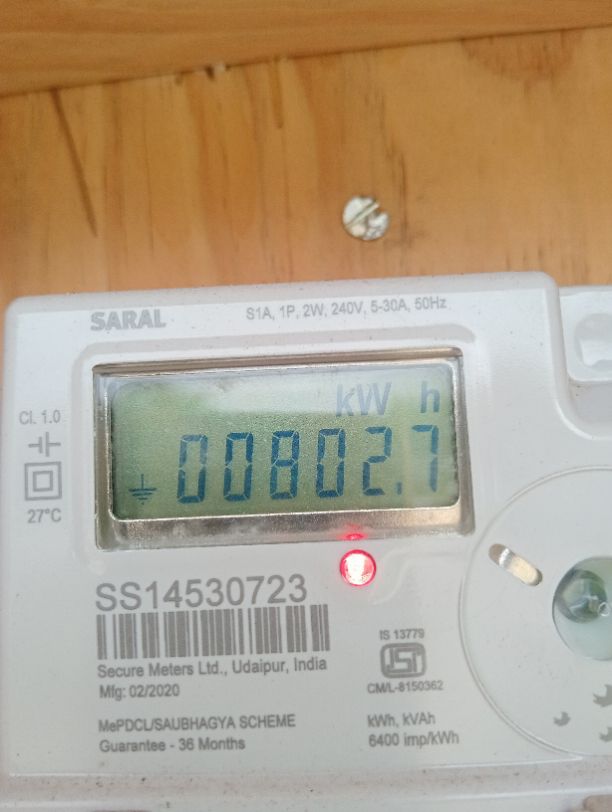 SARAL
S1A, 1P, 2W, 240V, 5-30A, 50Hz
Cl. 1.0
kW h
00802.7
27°C
SS14530723
Secure Meters Ltd., Udaipur, India
Mfg: 02/2020
IS 13779
ISI
CM/L-8150362
MePDCL/SAUBHAGYA SCHEME
Guarantee - 36 Months
kWh, kVAh
6400 imp/kWh